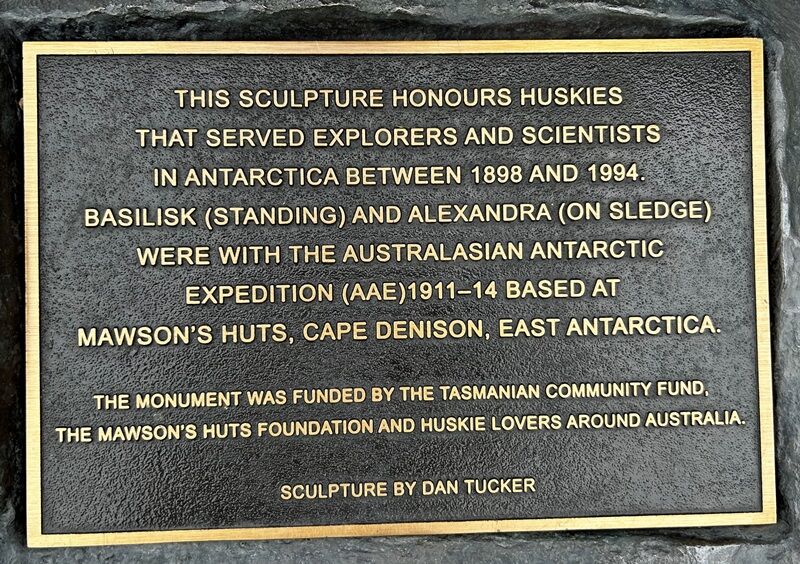 THIS SCULPTURE HONOURS HUSKIES
THAT SERVED EXPLORERS AND SCIENTISTS
IN ANTARCTICA BETWEEN 1898 AND 1994.
BASILISK (STANDING) AND ALEXANDRA (ON SLEDGE)
WERE WITH THE AUSTRALASIAN ANTARCTIC
EXPEDITION (AAE)1911–14 BASED AT
MAWSON'S HUTS, CAPE DENISON, EAST ANTARCTICA.
THE MONUMENT WAS FUNDED BY THE TASMANIAN COMMUNITY FUND,
THE MAWSON'S HUTS FOUNDATION AND HUSKIE LOVERS AROUND AUSTRALIA.
SCULPTURE BY DAN TUCKER